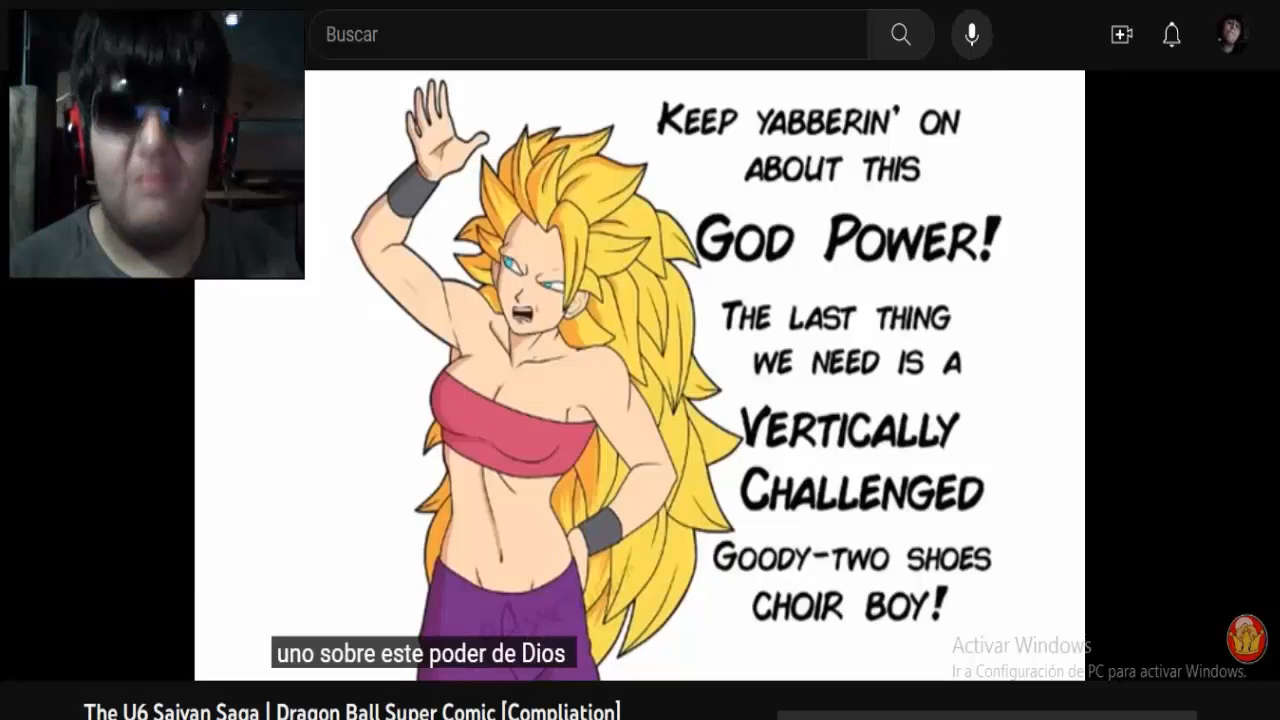 Buscar
KEEP YABBERIN' ON
ABOUT THIS
GOD POWER!
THE LAST THING
WE NEED IS A
VERTICALLY
CHALLENGED
GOODY-TWO SHOES
CHOIR BOY!
uno sobre este poder de Dios
Activar Windows
Ir a Configuración de PC para activar Windows.
The U6 Saiyan Saga | Dragon Ball Super Comic [Compliation]